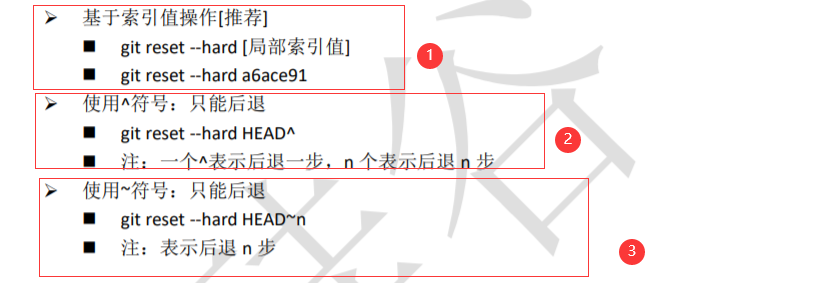 ➢ 基于索引值操作[推荐]
■ git reset --hard [局部索引值]
■ git reset --hard a6ace91
1
➢ 使用^符号：只能后退
■ git reset --hard HEAD^
■ 注：一个^表示后退一步，n 个表示后退 n 步
2
➢ 使用~符号：只能后退
■ git reset --hard HEAD~n
■ 注：表示后退 n 步
3